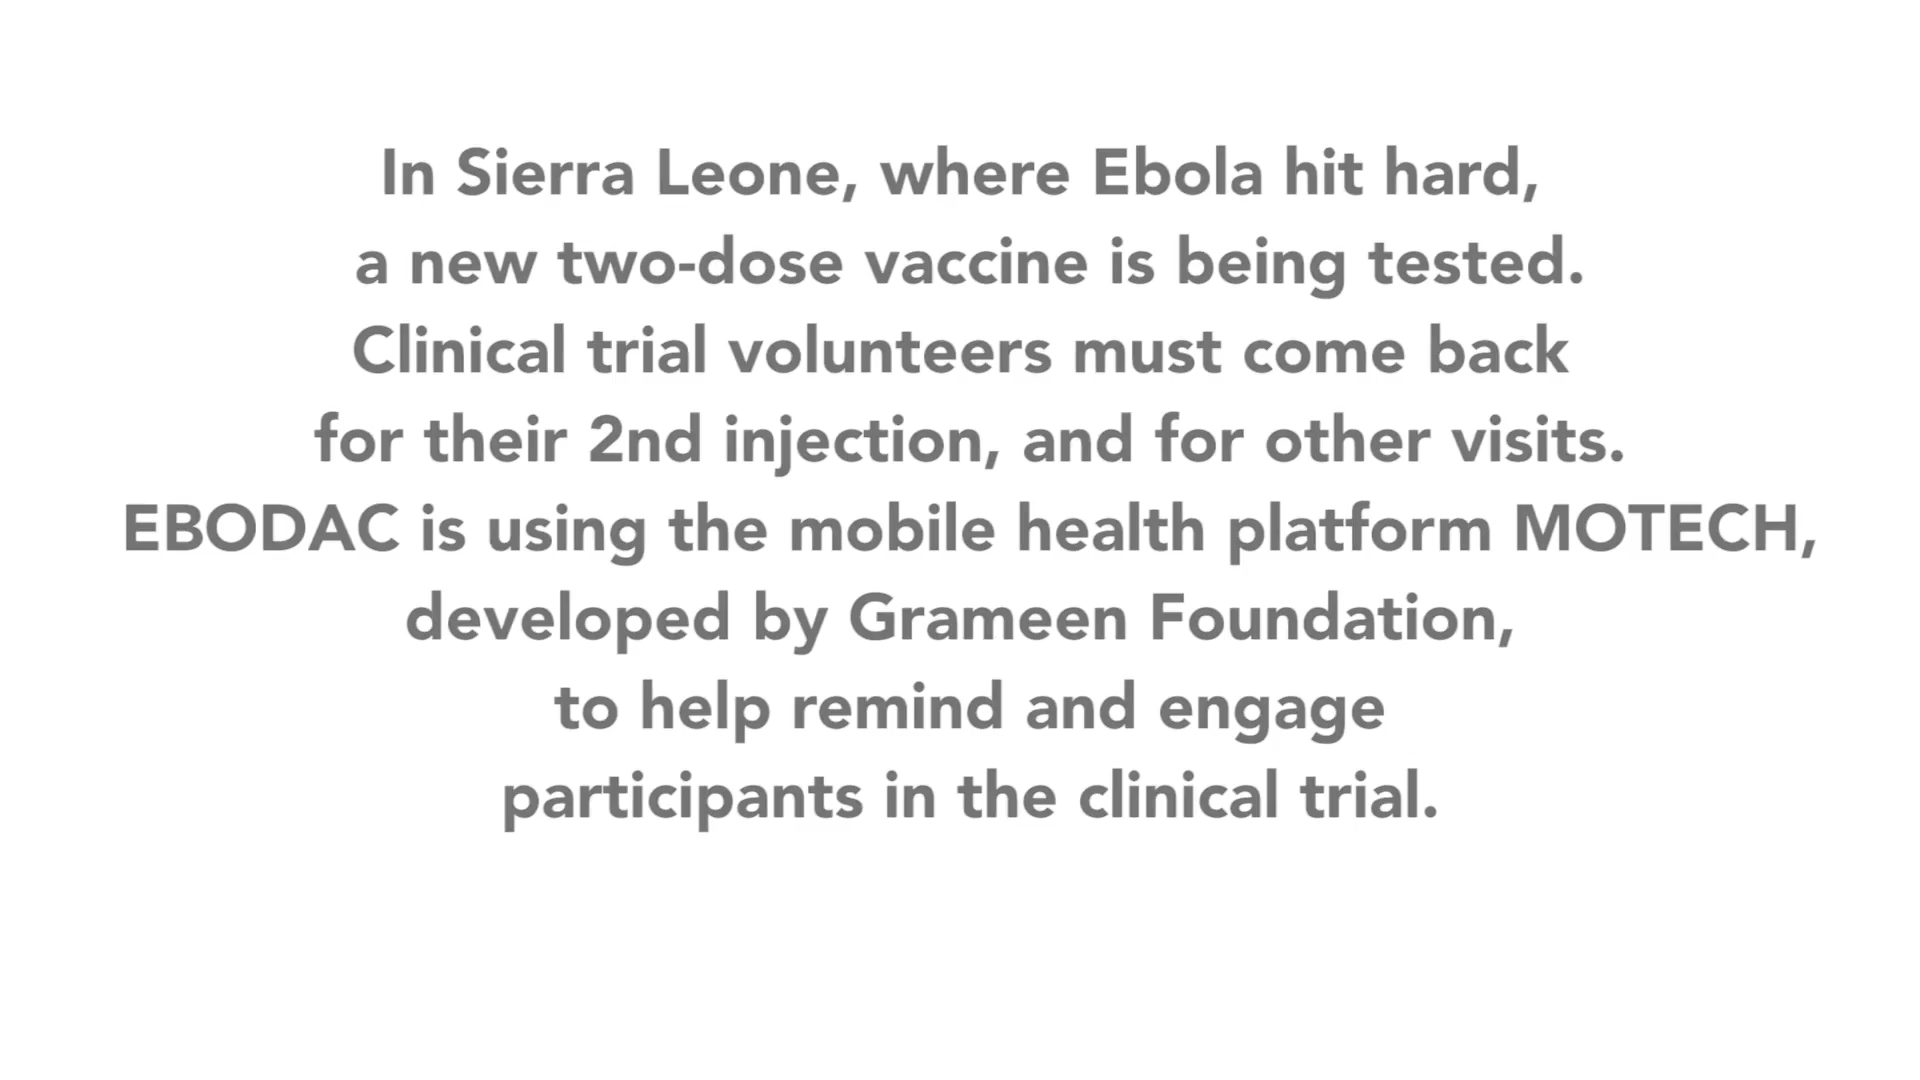 In Sierra Leone, where Ebola hit hard,
a new two-dose vaccine is being tested.
Clinical trial volunteers must come back
for their 2nd injection, and for other visits.
EBODAC is using the mobile health platform MOTECH,
developed by Grameen Foundation,
to help remind and engage
participants in the clinical trial.